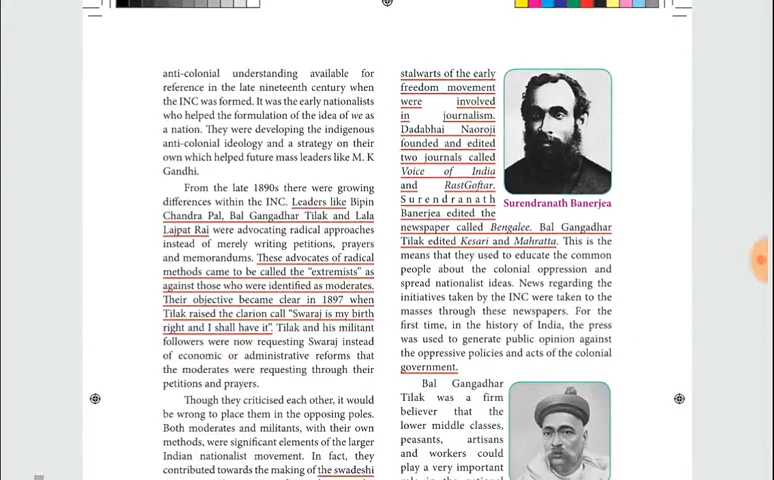 anti-colonial understanding available for
reference in the late nineteenth century when
the INC was formed. It was the early nationalists
who helped the formulation of the idea of we as
a nation. They were developing the indigenous
anti-colonial ideology and a strategy on their
own which helped future mass leaders like M. K
Gandhi.
From the late 1890s there were growing
differences within the INC. Leaders like Bipin
Chandra Pal, Bal Gangadhar Tilak and Lala
Lajpat Rai were advocating radical approaches
instead of merely writing petitions, prayers
and memorandums. These advocates of radical
methods came to be called the “extremists” as
against those who were identified as moderates.
Their objective became clear in 1897 when
Tilak raised the clarion call “Swaraj is my birth
right and I shall have it”. Tilak and his militant
followers were now requesting Swaraj instead
of economic or administrative reforms that
the moderates were requesting through their
petitions and prayers.
Though they criticised each other, it would
be wrong to place them in the opposing poles.
Both moderates and militants, with their own
methods, were significant elements of the larger
Indian nationalist movement. In fact, they
contributed towards the making of the swadeshi
stalwarts of the early
freedom movement
were involved
in journalism.
Dadabhai Naoroji
founded and edited
two journals called
Voice of India
and RastGoftar.
Surendranath
Banerjea edited the
newspaper called Bengalee. Bal Gangadhar
Tilak edited Kesari and Mahratta. This is the
means that they used to educate the common
people about the colonial oppression and
spread nationalist ideas. News regarding the
initiatives taken by the INC were taken to the
masses through these newspapers. For the
first time, in the history of India, the press
was used to generate public opinion against
the oppressive policies and acts of the colonial
government.
Surendranath Banerjea
Bal Gangadhar
Tilak was a firm
believer that the
lower middle classes,
peasants, artisans
and workers could
play a very important
role in the national